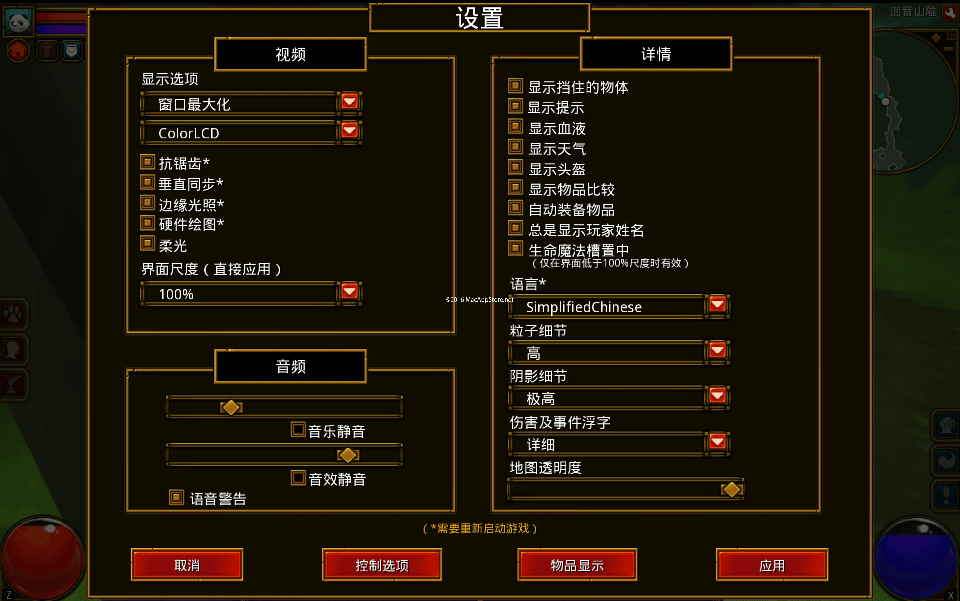 设置
回音山隘
视频
显示选项
窗口最大化
ColorLCD
抗锯齿*
垂直同步*
边缘光照*
硬件绘图*
柔光
界面尺度（直接应用）
100%
音频
音乐静音
音效静音
语音警告
详情
显示挡住的物体
显示提示
显示血液
显示天气
显示头盔
显示物品比较
自动装备物品
总是显示玩家姓名
生命魔法槽置中
（仅在界面低于100%尺度时有效）
语言*
SimplifiedChinese
粒子细节
高
阴影细节
极高
伤害及事件浮字
详细
地图透明度
©2016 MacAppStore.net
（*需要重新启动游戏）
取消
控制选项
物品显示
应用
Z
X